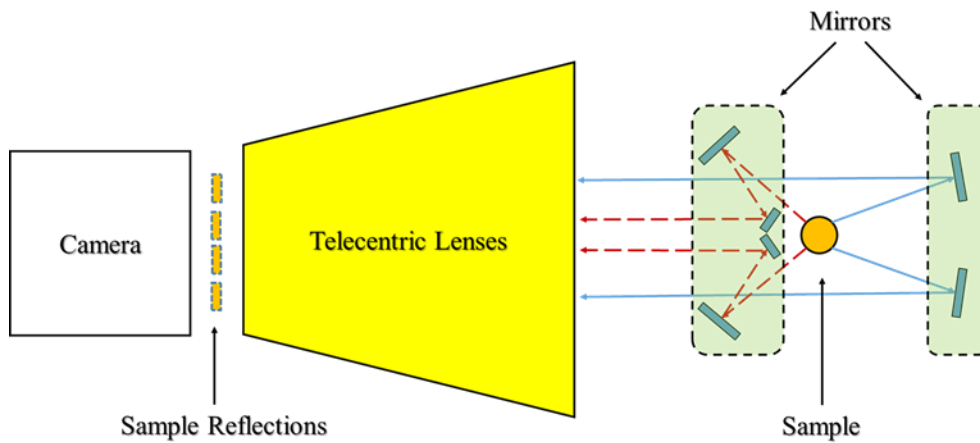 Mirrors
Camera
Telecentric Lenses
Sample Reflections
Sample